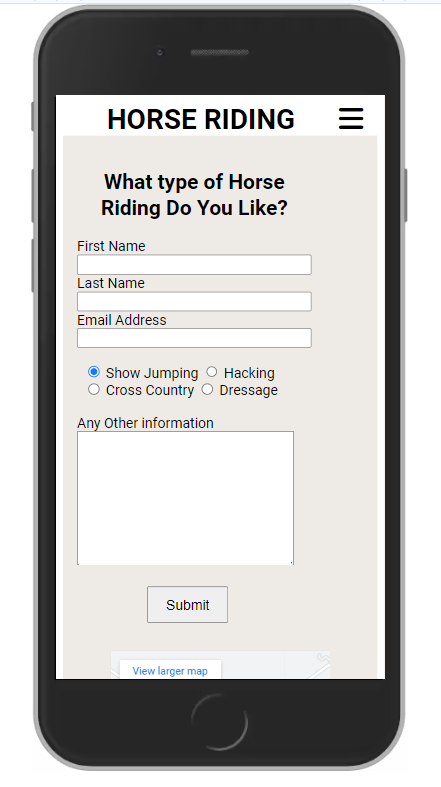 HORSE RIDING
What type of Horse
Riding Do You Like?
First Name
Last Name
Email Address
Show Jumping Hacking
Cross Country Dressage
Any Other information
Submit
View larger map